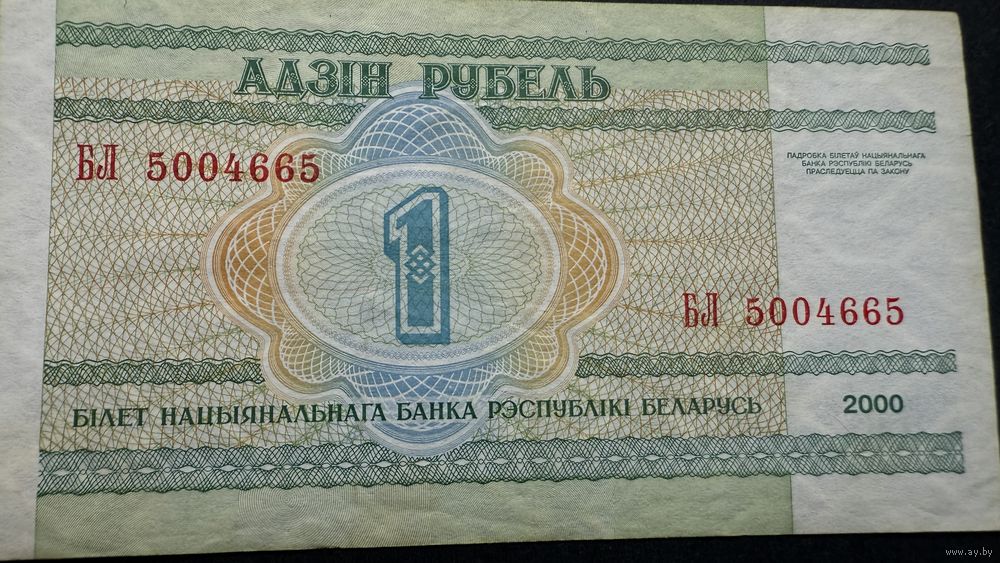 АДЗІН РУБЕЛЬ
БЛ 5004665
ПАДРОБКА БІЛЕТАЎ НАЦЫЯНАЛЬНАГА
БАНКА РЭСПУБЛІКІ БЕЛАРУСЬ
ПРАСЛЕДУЕЦЦА ПА ЗАКОНУ
1
БЛ 5004665
БІЛЕТ НАЦЫЯНАЛЬНАГА БАНКА РЭСПУБЛІКІ БЕЛАРУСЬ
2000
www.ay.by